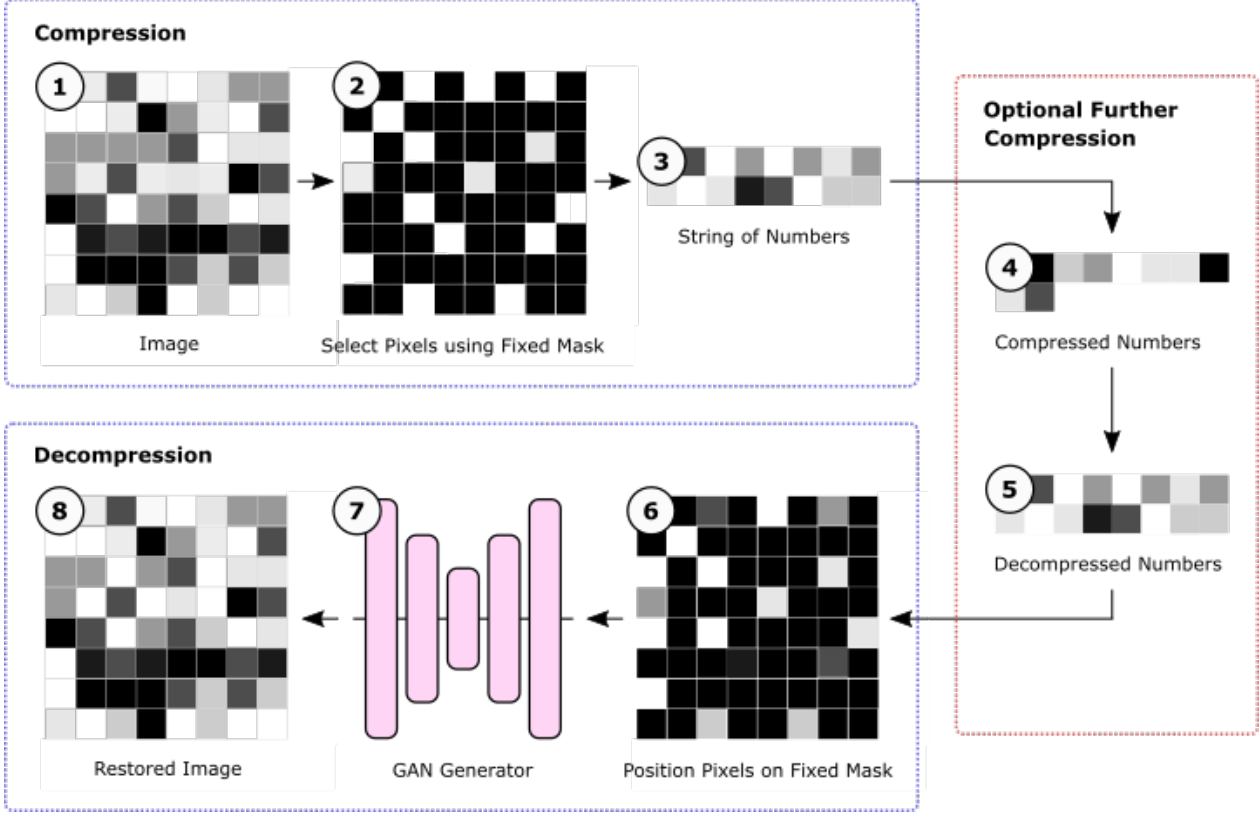 Compression
1
2
3
Image
Select Pixels using Fixed Mask
String of Numbers
Optional Further
Compression
4
Compressed Numbers
5
Decompressed Numbers
Decompression
6
7
8
Position Pixels on Fixed Mask
GAN Generator
Restored Image